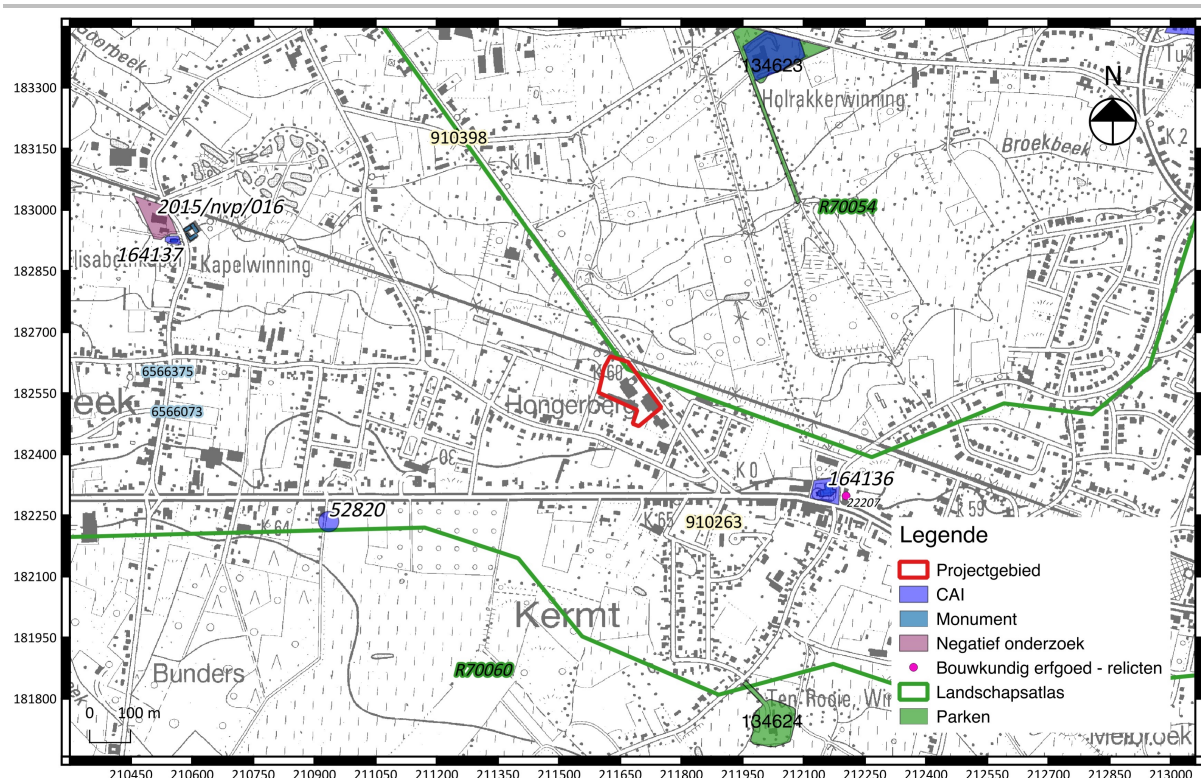 Broekbeek
K 2
Holrakkerwinning
134623
N
910398
K 1
R70054
2015/nvp/016
164137
Kapelwinning
183300
183150
183000
182850
182700
182550
182400
182250
182100
181950
181800
6566375
6566073
eek
K 60
Hongerberg
K 0
164136
22207
K 59
52820
K 64
K 65
910263
Kermt
Bunders
R70060
134624
0 100 m
Legende
Projectgebied
CAI
Monument
Negatief onderzoek
Bouwkundig erfgoed - relicten
Landschapsatlas
Parken
210450 210600 210750 210900 211050 211200 211350 211500 211650 211800 211950 212100 212250 212400 212550 212700 212850 213000